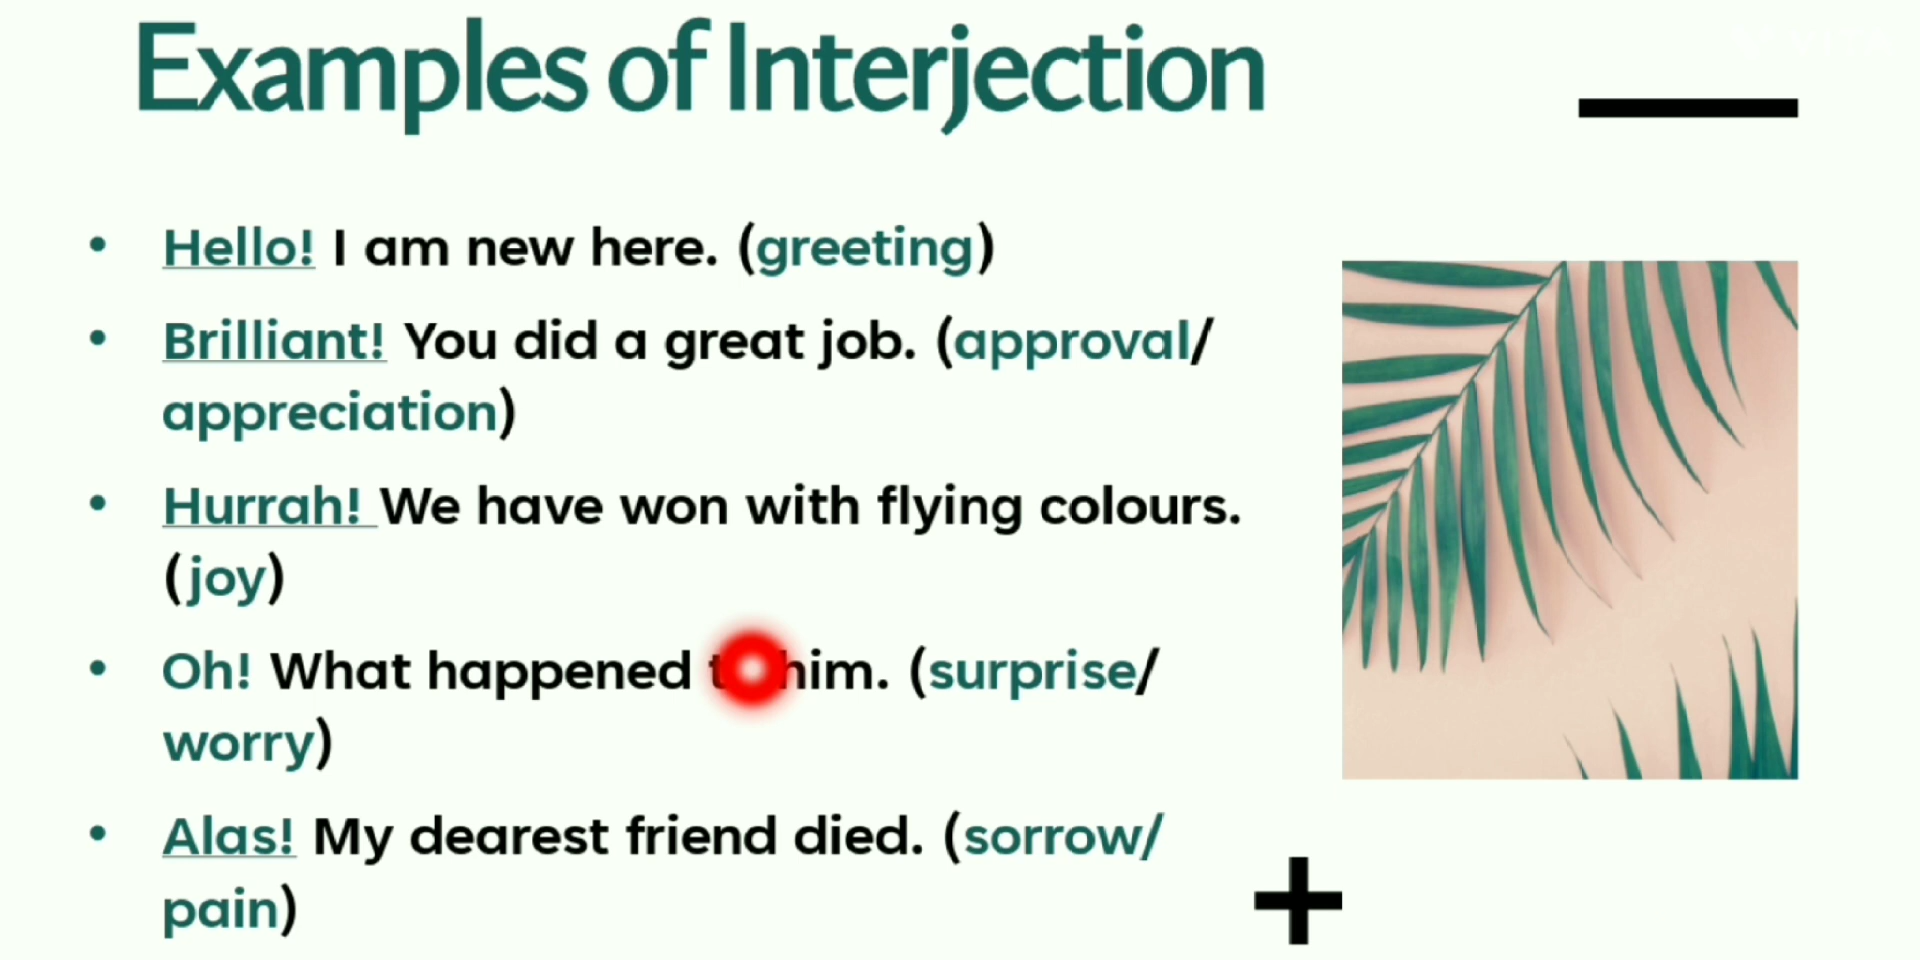 Examples of Interjection
• Hello! I am new here. (greeting)
• Brilliant! You did a great job. (approval/
appreciation)
• Hurrah! We have won with flying colours.
(joy)
• Oh! What happened him. (surprise/
worry)
• Alas! My dearest friend died. (sorrow/
pain)